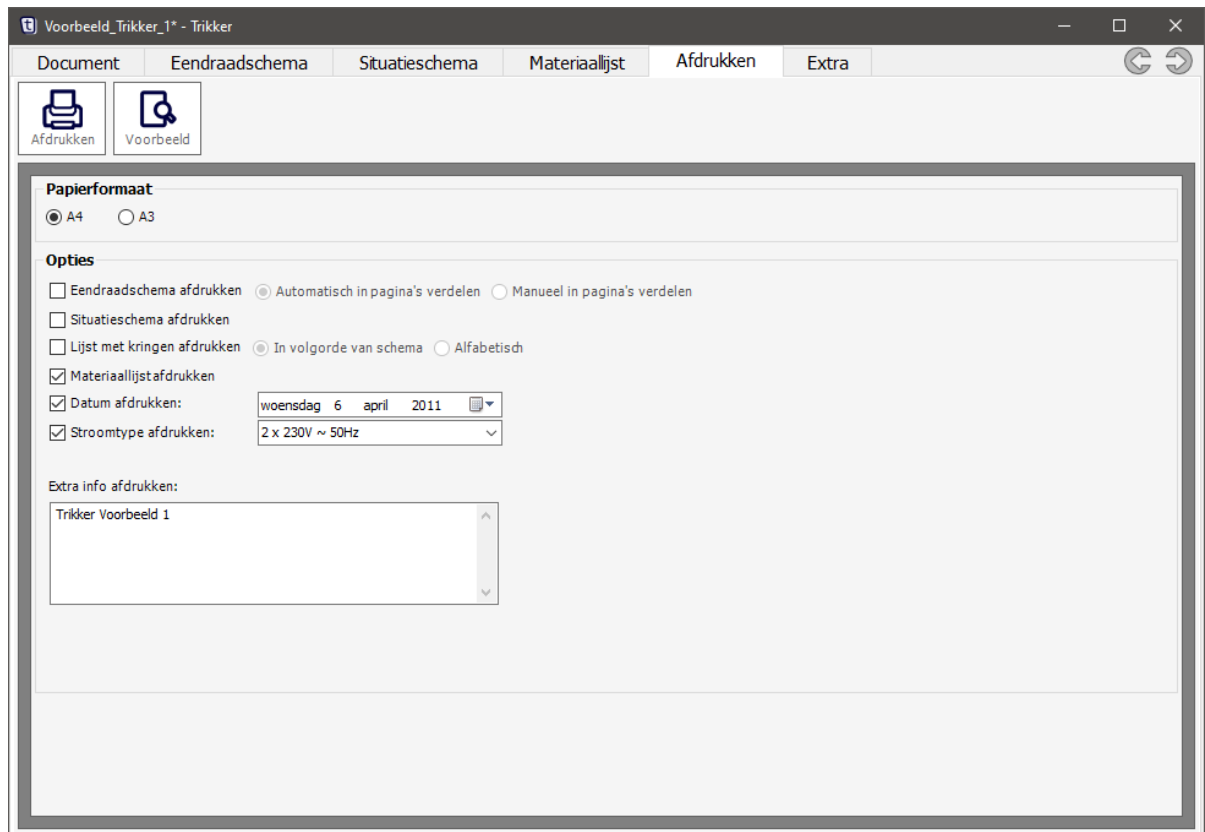 Voorbeeld_Trikker_1* - Trikker
Document Eendraadschema Situatieschema Materiaallijst Afdrukken Extra
Afdrukken Voorbeeld
Papierformaat
A4 A3
Opties
Eendraadschema afdrukken Automatisch in pagina's verdelen Manueel in pagina's verdelen
Situatieschema afdrukken
Lijst met kringen afdrukken In volgorde van schema Alfabetisch
Materiaallijst afdrukken
Datum afdrukken: woensdag 6 april 2011
Stroomtype afdrukken: 2 x 230V ~ 50Hz
Extra info afdrukken:
Trikker Voorbeeld 1